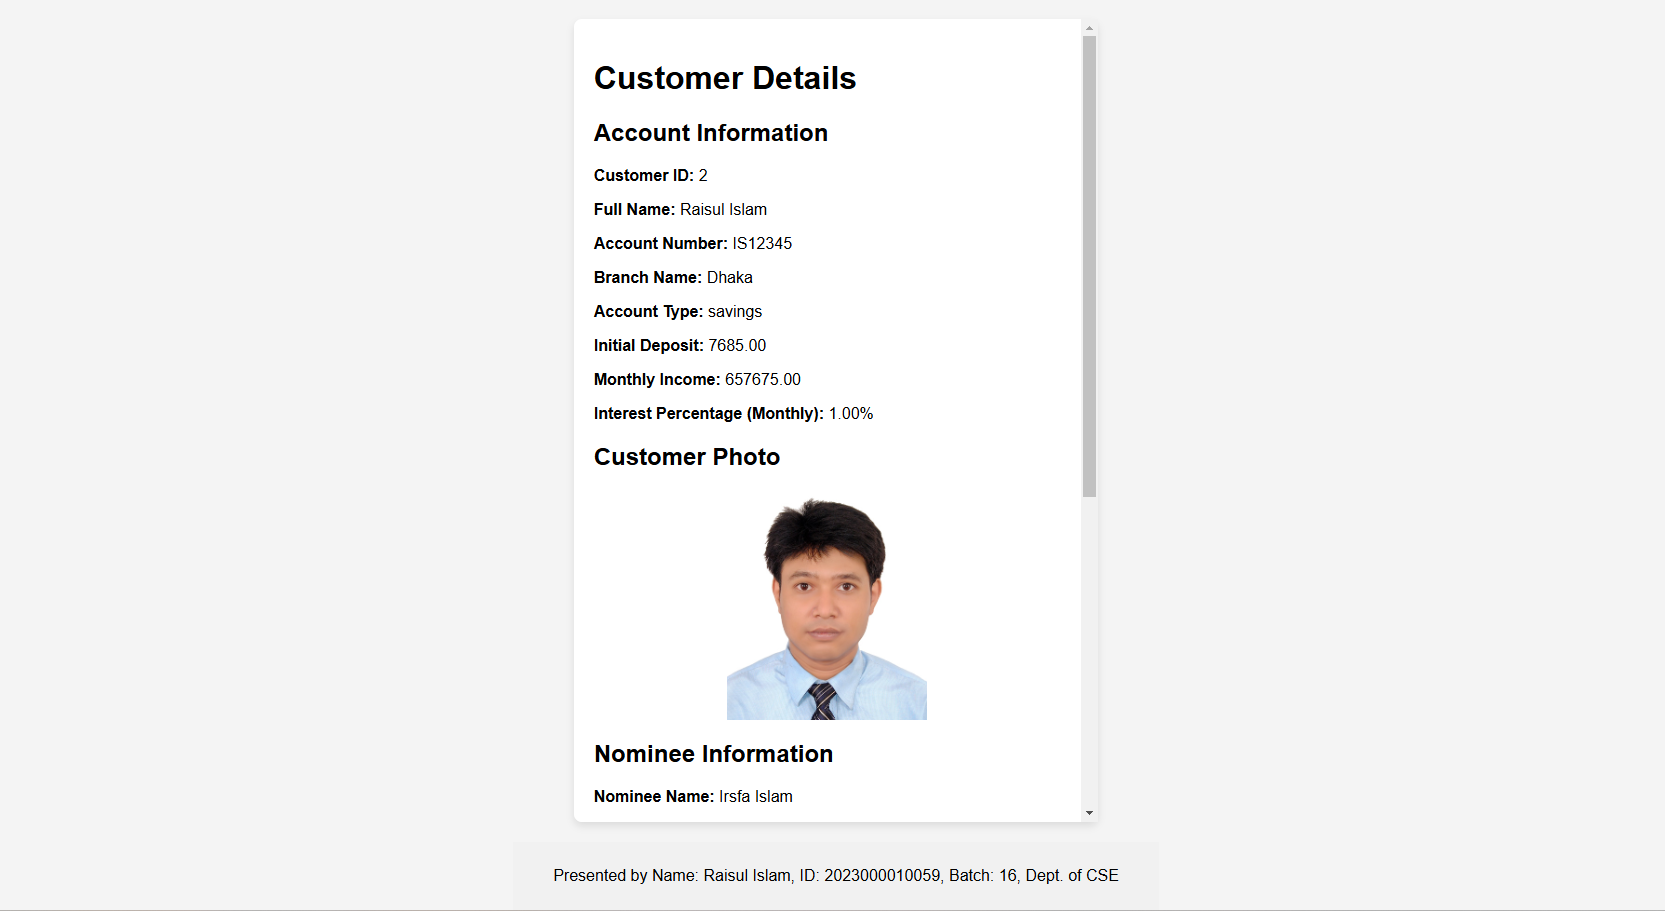 Customer Details
Account Information
Customer ID: 2
Full Name: Raisul Islam
Account Number: IS12345
Branch Name: Dhaka
Account Type: savings
Initial Deposit: 7685.00
Monthly Income: 657675.00
Interest Percentage (Monthly): 1.00%
Customer Photo
Nominee Information
Nominee Name: Irsfa Islam
Presented by Name: Raisul Islam, ID: 2023000010059, Batch: 16, Dept. of CSE